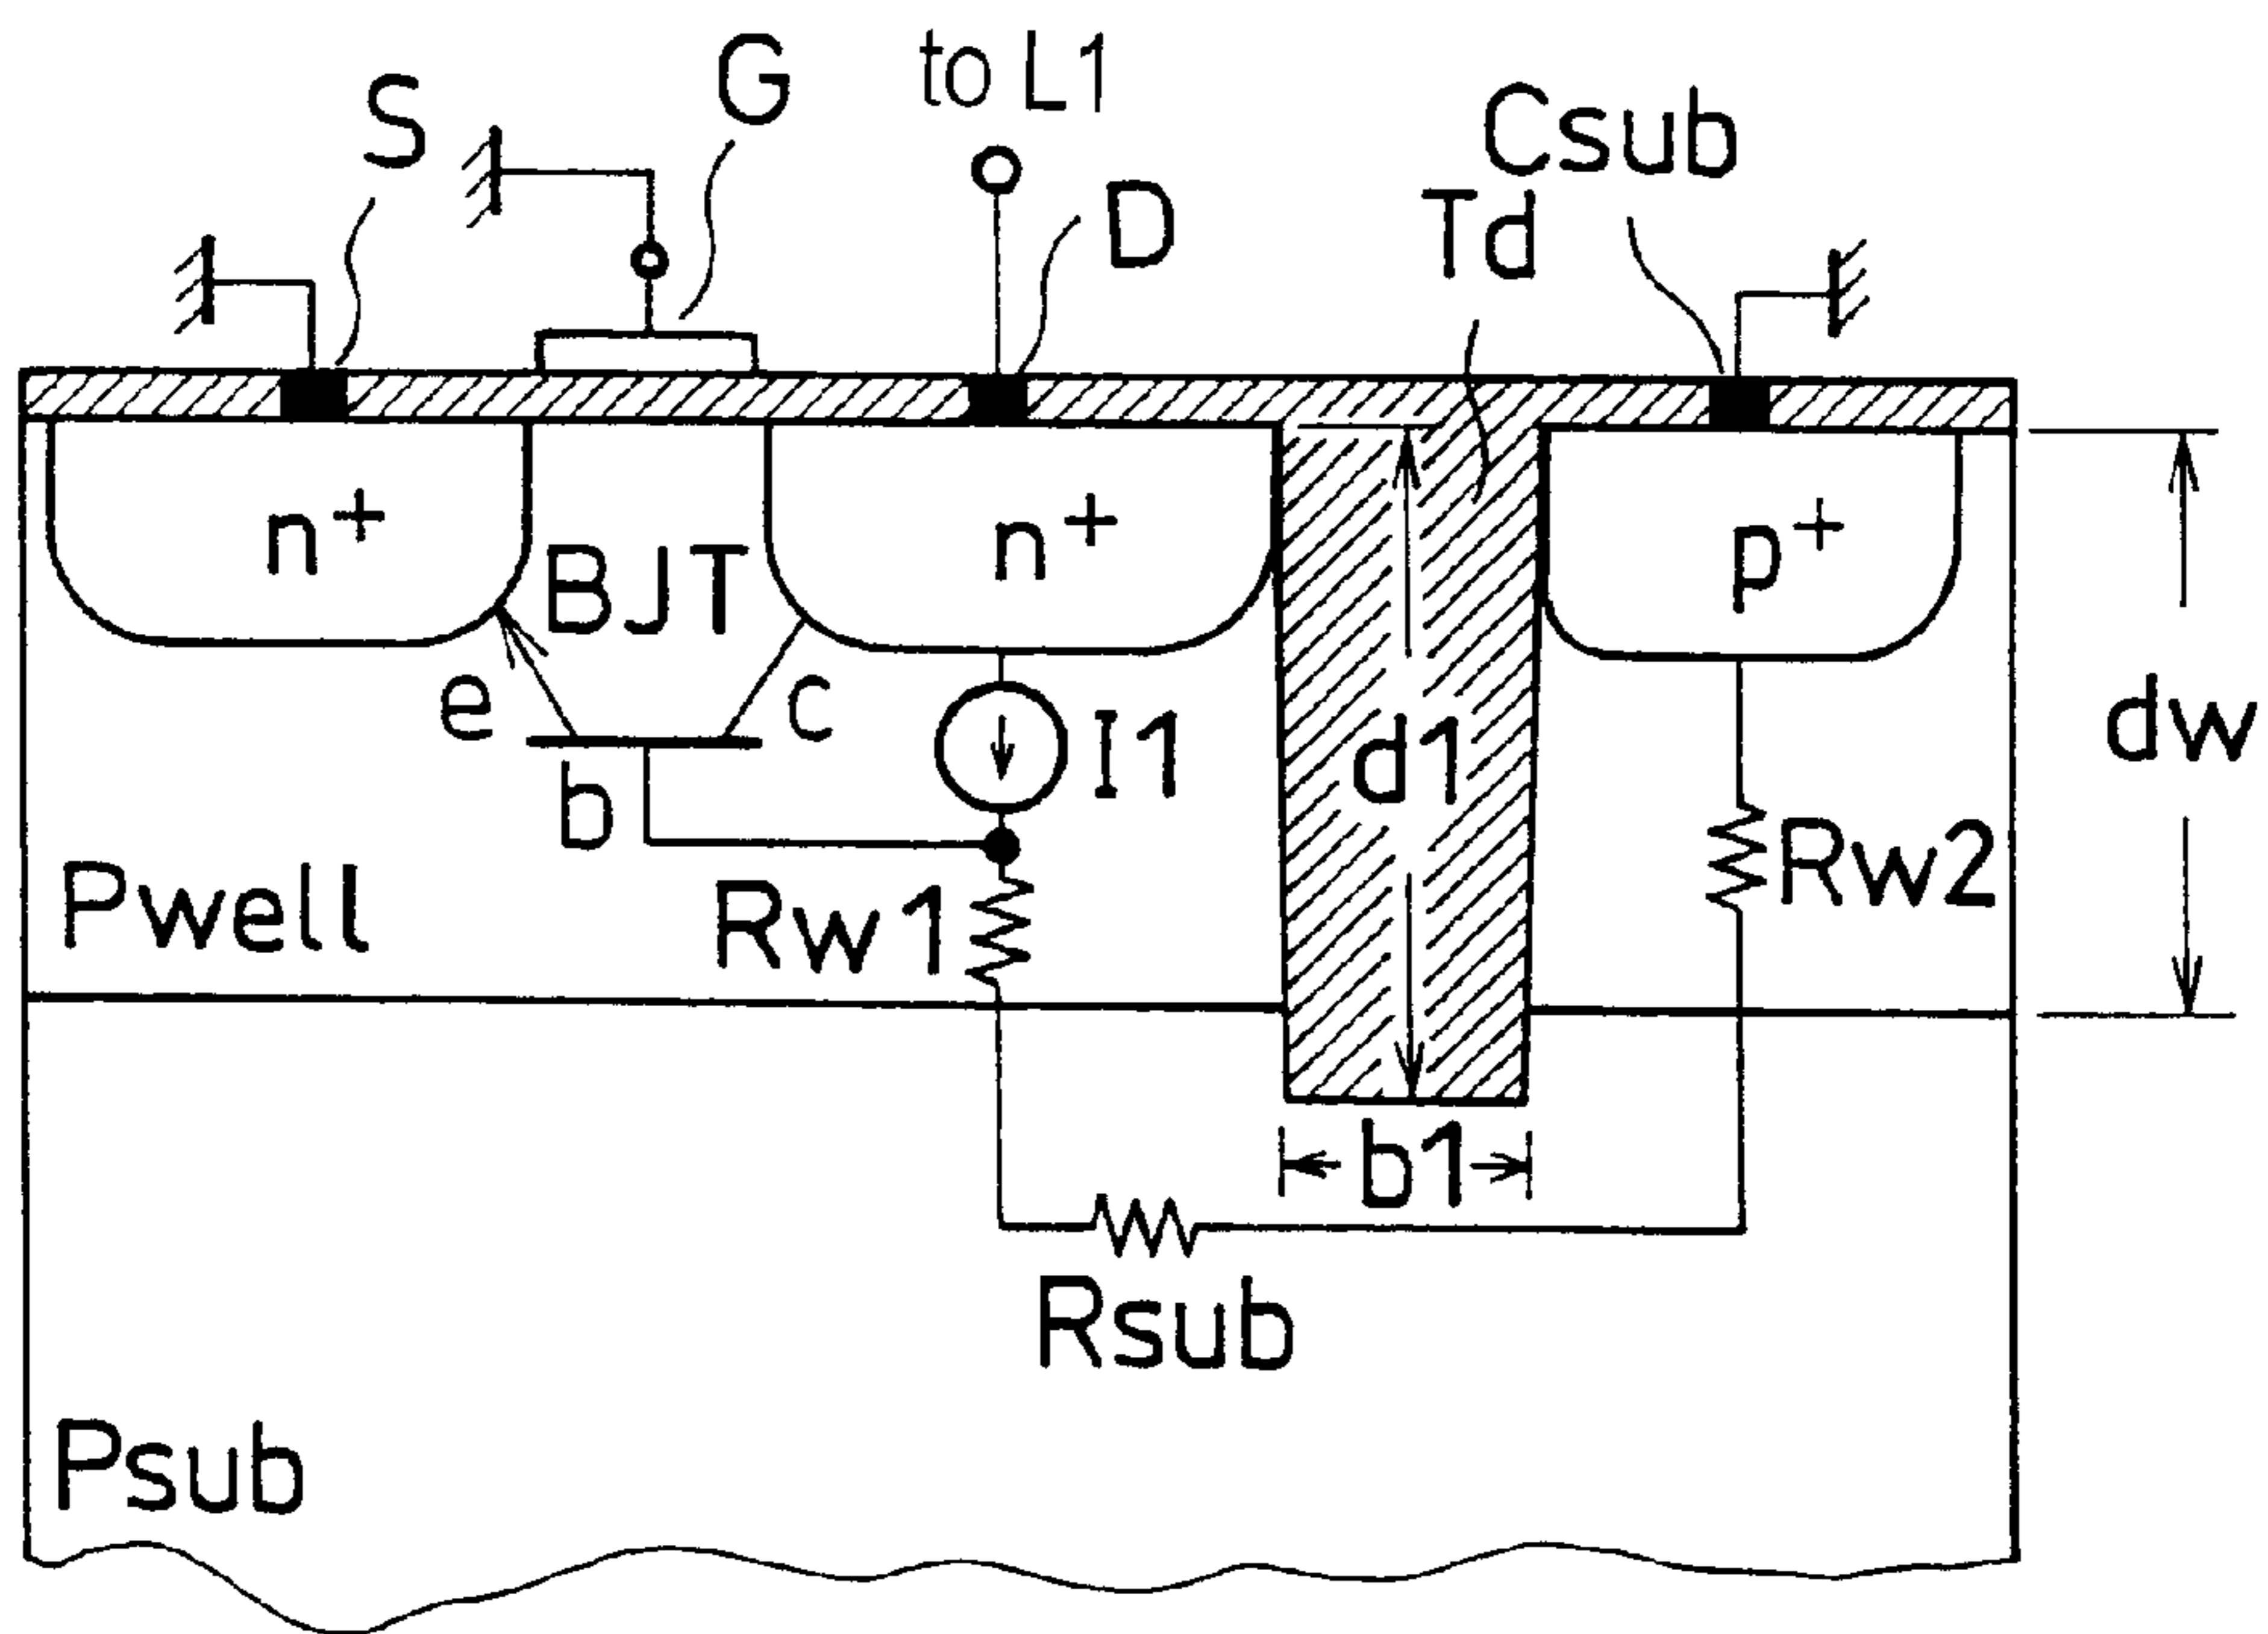 S
G
to L1
D
Csub
Td
n+
BJT
n+
p+
e
c
I1
d1
dw
b
Pwell
Rw1
Rw2
b1
Rsub
Psub